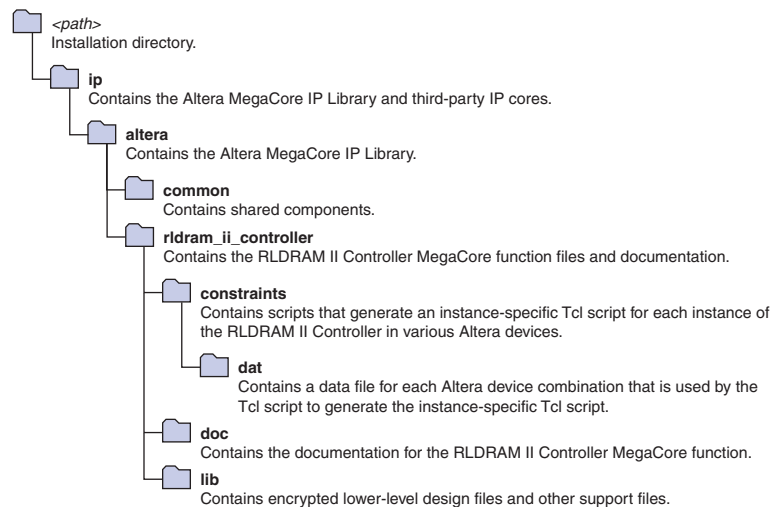 <path>
Installation directory.
ip
Contains the Altera MegaCore IP Library and third-party IP cores.
altera
Contains the Altera MegaCore IP Library.
common
Contains shared components.
rldram_ii_controller
Contains the RLDRAM II Controller MegaCore function files and documentation.
constraints
Contains scripts that generate an instance-specific Tcl script for each instance of
the RLDRAM II Controller in various Altera devices.
dat
Contains a data file for each Altera device combination that is used by the
Tcl script to generate the instance-specific Tcl script.
doc
Contains the documentation for the RLDRAM II Controller MegaCore function.
lib
Contains encrypted lower-level design files and other support files.